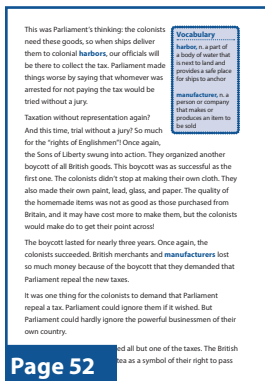 This was Parliament's thinking: the colonists
need these goods, so when ships deliver
them to colonial harbors, our officials will
be there to collect the tax. Parliament made
things worse by saying that whomever was
arrested for not paying the tax would be
tried without a jury.
Vocabulary
harbor, n. a part of
a body of water that
is next to land and
provides a safe place
for ships to anchor
manufacturer, n. a
person or company
that makes or
produces an item to
be sold
Taxation without representation again?
And this time, trial without a jury? So much
for the "rights of Englishmen"! Once again,
the Sons of Liberty swung into action. They organized another
boycott of all British goods. This boycott was as successful as the
first one. The colonists didn't stop at making their own cloth. They
also made their own paint, lead, glass, and paper. The quality of
the homemade items was not as good as those purchased from
Britain, and it may have cost more to make them, but the colonists
would make do to get their point across!
The boycott lasted for nearly three years. Once again, the
colonists succeeded. British merchants and manufacturers lost
so much money because of the boycott that they demanded that
Parliament repeal the new taxes.
It was one thing for the colonists to demand that Parliament
repeal a tax. Parliament could ignore them if it wished. But
Parliament could hardly ignore the powerful businessmen of their
own country.
ed all but one of the taxes. The British
tea as a symbol of their right to pass
Page 52